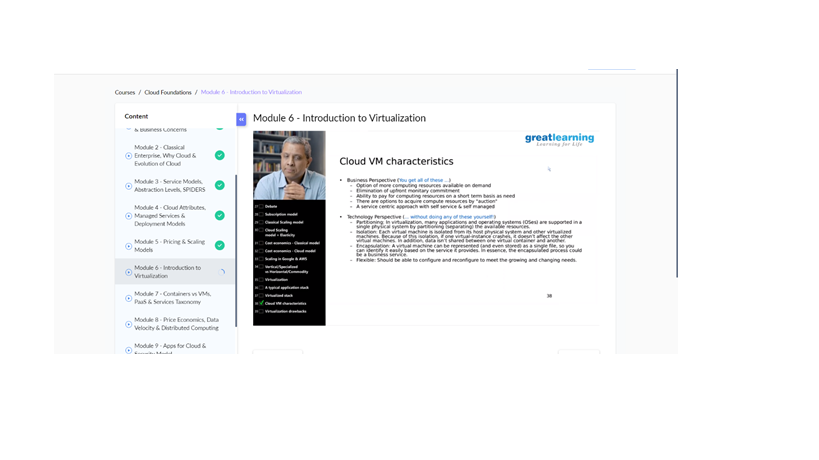 Courses / Cloud Foundations / Module 6 - Introduction to Virtualization
Content
& Business Concerns
Module 2 - Classical
Enterprise, Why Cloud &
Evolution of Cloud
Module 3 - Service Models,
Abstraction Levels, SPIDERS
Module 4 - Cloud Attributes,
Managed Services &
Deployment Models
Module 5 - Pricing & Scaling
Models
Module 6 - Introduction to
Virtualization
Module 7 - Containers vs VMs,
PaaS & Services Taxonomy
Module 8 - Price Economics, Data
Velocity & Distributed Computing
Module 9 - Apps for Cloud &
Module 6 - Introduction to Virtualization
Debate
Subscription model
Classical Scaling model
Cloud Scaling
model = Elasticity
Cost economics - Classical model
Cost economics - Cloud model
Scaling in Google & AWS
Vertical/Specialized
vs Horizontal/Commodity
Virtualization
A typical application stack
Virtualized stack
Cloud VM characteristics
Virtualization drawbacks
greatlearning
Learning for Life
Cloud VM characteristics
• Business Perspective (You get all of these ...)
– Option of more computing resources available on demand
– Elimination of upfront monetary commitment
– Ability to pay for computing resources on a short term basis as need
– There are options to acquire compute resources by "auction"
– A service centric approach with self service & self managed
• Technology Perspective (... without doing any of these yourself!)
– Partitioning: In virtualization, many applications and operating systems (OSes) are supported in a
single physical system by partitioning (separating) the available resources.
– Isolation: Each virtual machine is isolated from its host physical system and other virtualized
machines. Because of this isolation, if one virtual-instance crashes, it doesn't affect the other
virtual machines. In addition, data isn't shared between one virtual container and another.
– Encapsulation: A virtual machine can be represented (and even stored) as a single file, so you
can identify it easily based on the service it provides. In essence, the encapsulated process could
be a business service.
– Flexible: Should be able to configure and reconfigure to meet the growing and changing needs.
38